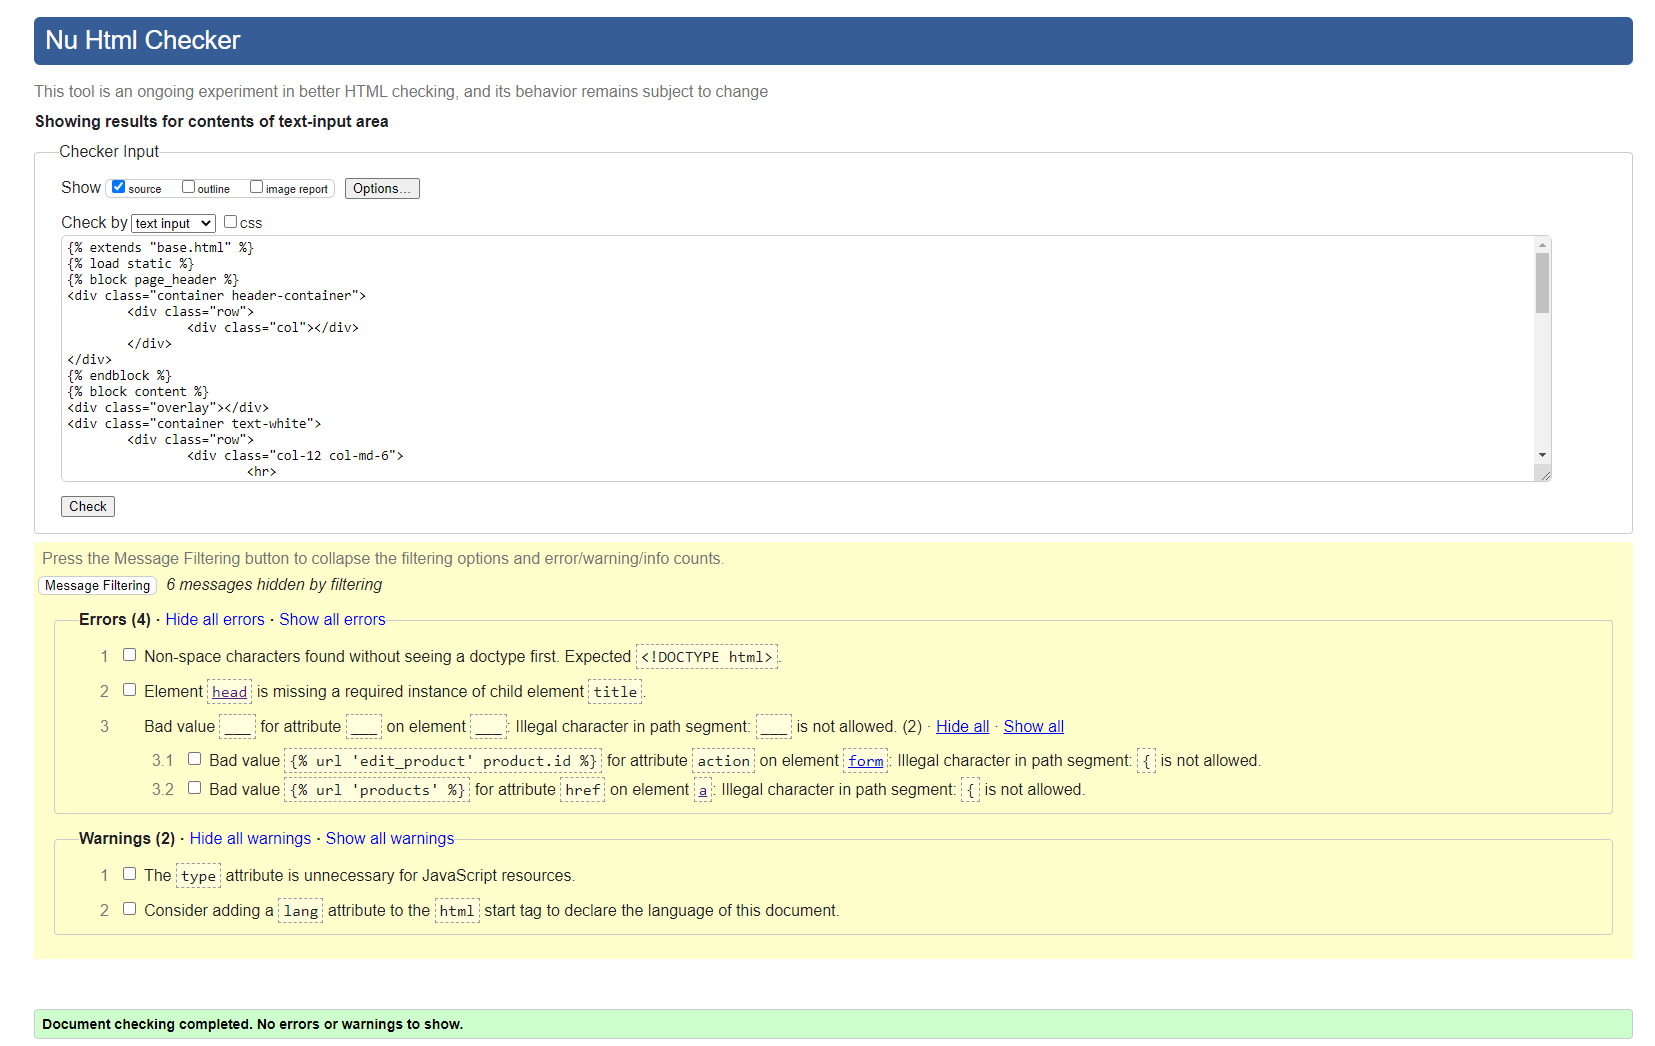 Nu Html Checker
This tool is an ongoing experiment in better HTML checking, and its behavior remains subject to change
Showing results for contents of text-input area
Checker Input
Show source outline image report Options...
Check by text input css
{% extends "base.html" %}
{% load static %}
{% block page_header %}
<div class="container header-container">
<div class="row">
<div class="col"></div>
</div>
</div>
{% endblock %}
{% block content %}
<div class="overlay"></div>
<div class="container text-white">
<div class="row">
<div class="col-12 col-md-6">
<hr>
Check
Press the Message Filtering button to collapse the filtering options and error/warning/info counts.
Message Filtering 6 messages hidden by filtering
Errors (4) · Hide all errors · Show all errors
1 Non-space characters found without seeing a doctype first. Expected <!DOCTYPE html>.
2 Element head is missing a required instance of child element title.
3 Bad value ___ for attribute ___ on element ___: Illegal character in path segment: ___ is not allowed. (2) · Hide all · Show all
3.1 Bad value {% url 'edit_product' product.id %} for attribute action on element form: Illegal character in path segment: { is not allowed.
3.2 Bad value {% url 'products' %} for attribute href on element a: Illegal character in path segment: { is not allowed.
Warnings (2) · Hide all warnings · Show all warnings
1 The type attribute is unnecessary for JavaScript resources.
2 Consider adding a lang attribute to the html start tag to declare the language of this document.
Document checking completed. No errors or warnings to show.